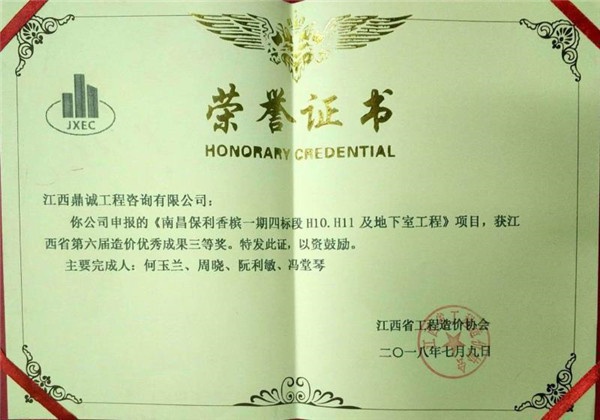 JXEC
荣誉证书
HONORARY CREDENTIAL
江西鼎诚工程咨询有限公司：
你公司申报的《南昌保利香槟一期四标段H10.H11及地下室工程》项目，获江
西省第六届造价优秀成果三等奖。特发此证，以资鼓励。
主要完成人：何玉兰、周晓、阮利敏、冯堂琴
江西省工程造价协会
二〇一八年七月九日